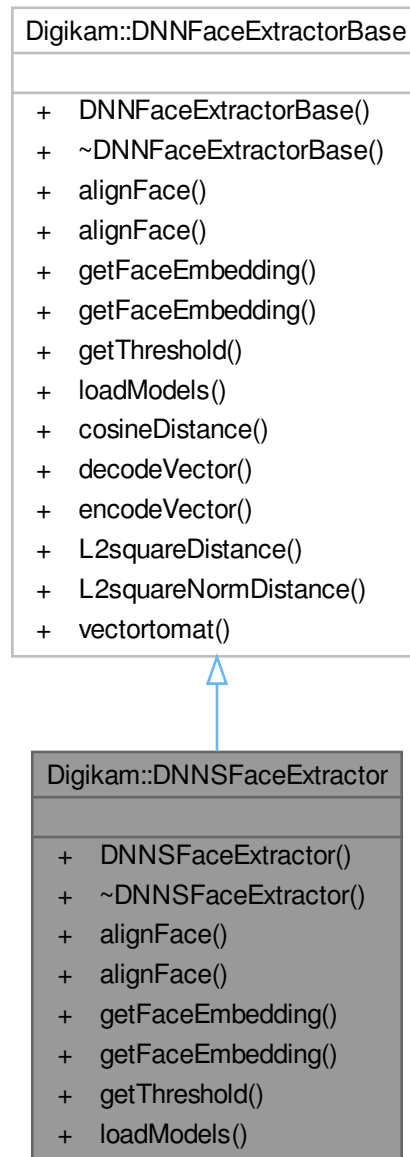 Digikam::DNNFaceExtractorBase
+ DNNFaceExtractorBase()
+ ~DNNFaceExtractorBase()
+ alignFace()
+ alignFace()
+ getFaceEmbedding()
+ getFaceEmbedding()
+ getThreshold()
+ loadModels()
+ cosineDistance()
+ decodeVector()
+ encodeVector()
+ L2squareDistance()
+ L2squareNormDistance()
+ vectortomat()
Digikam::DNNSFaceExtractor
+ DNNSFaceExtractor()
+ ~DNNSFaceExtractor()
+ alignFace()
+ alignFace()
+ getFaceEmbedding()
+ getFaceEmbedding()
+ getThreshold()
+ loadModels()